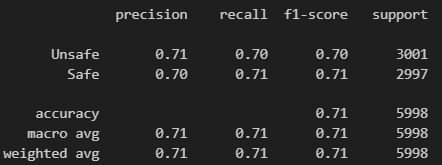 precision recall f1-score support
Unsafe 0.71 0.70 0.70 3001
Safe 0.70 0.71 0.71 2997
accuracy 0.71 5998
macro avg 0.71 0.71 0.71 5998
weighted avg 0.71 0.71 0.71 5998